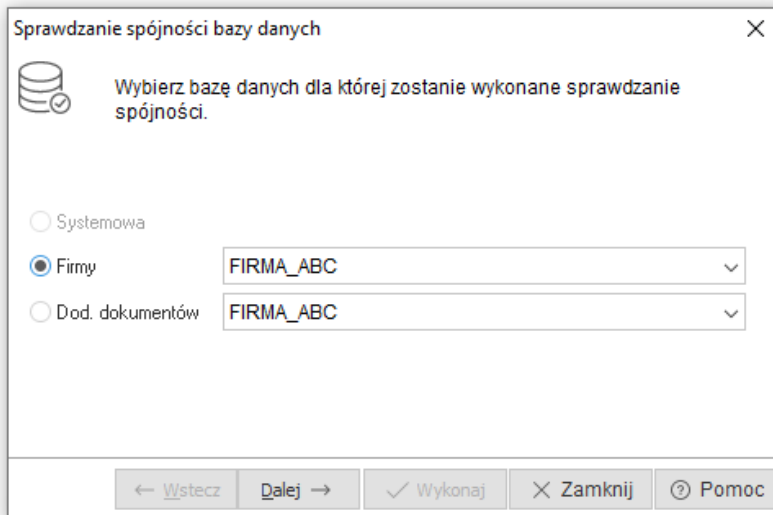 Sprawdzanie spójności bazy danych
Wybierz bazę danych dla której zostanie wykonane sprawdzanie
spójności.
Systemowa
Firmy FIRMA_ABC
Dod. dokumentów FIRMA_ABC
Wstecz Dalej Wykonaj Zamknij Pomoc